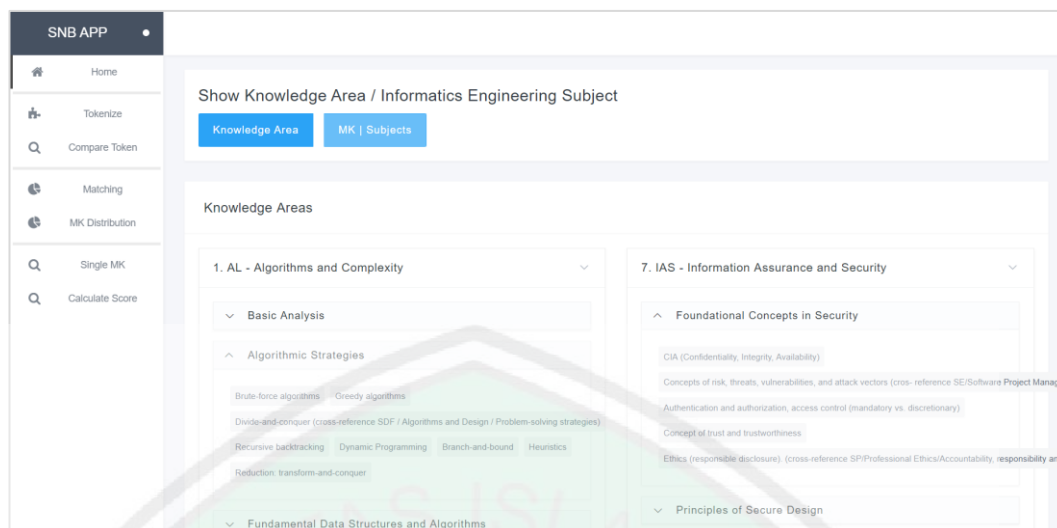 SNB APP
Home
Tokenize
Compare Token
Matching
MK Distribution
Single MK
Calculate Score
Show Knowledge Area / Informatics Engineering Subject
Knowledge Area
MK | Subjects
Knowledge Areas
1. AL - Algorithms and Complexity
Basic Analysis
Algorithmic Strategies
Brute-force algorithms Greedy algorithms
Divide-and-conquer (cross-reference SDF / Algorithms and Design / Problem-solving strategies)
Recursive backtracking Dynamic Programming Branch-and-bound Heuristics
Reduction: transform-and-conquer
Fundamental Data Structures and Algorithms
7. IAS - Information Assurance and Security
Foundational Concepts in Security
CIA (Confidentiality, Integrity, Availability)
Concepts of risk, threats, vulnerabilities, and attack vectors (cros- reference SE/Software Project
Authentication and authorization, access control (mandatory vs. discretionary)
Concept of trust and trustworthiness
Ethics (responsible disclosure). (cross-reference SP/Professional Ethics/Accountability, responsibility
Principles of Secure Design